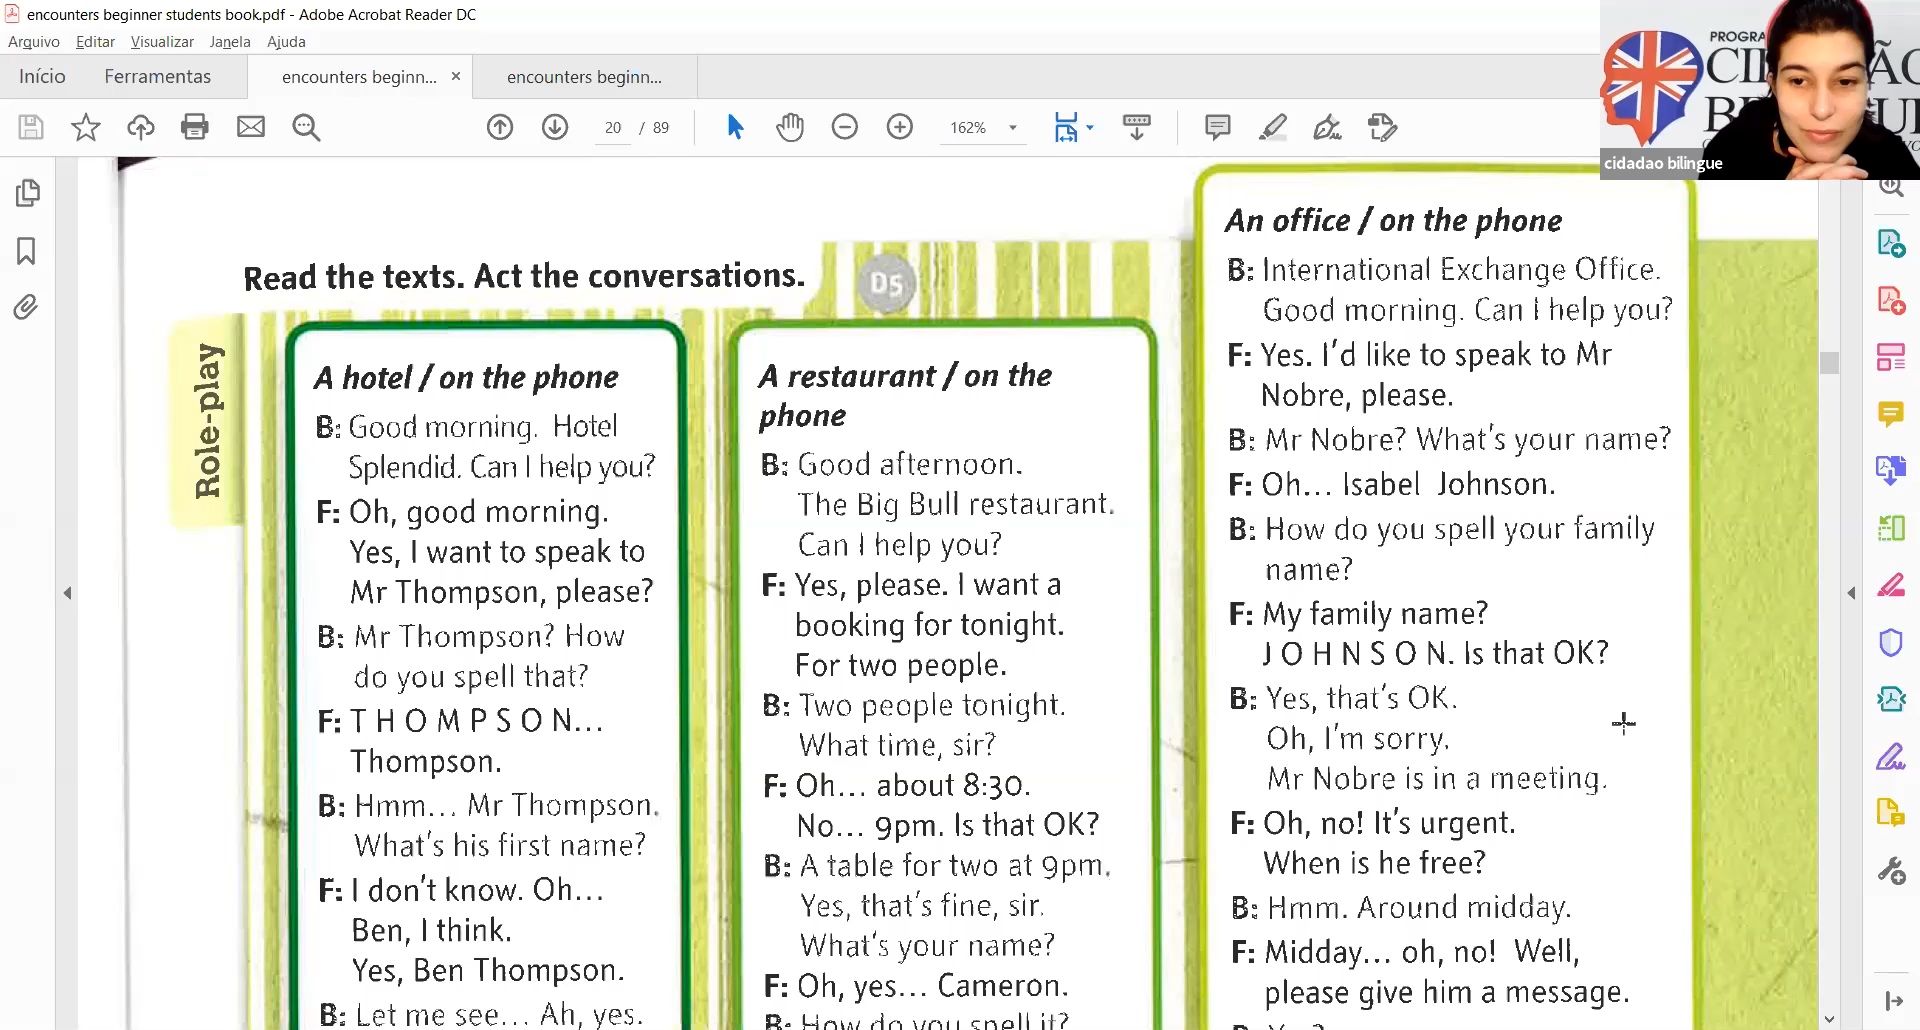 encounters beginner students book.pdf - Adobe Acrobat Reader DC
Arquivo Editar Visualizar Janela Ajuda
Início Ferramentas encounters beginn... × encounters beginn...
20 / 89 162%
PROGRA
CI ÃO
B UI
cidadao bilingue
Read the texts. Act the conversations.
D5
Role-play
A hotel / on the phone
B: Good morning. Hotel
Splendid. Can I help you?
F: Oh, good morning.
Yes, I want to speak to
Mr Thompson, please?
B: Mr Thompson? How
do you spell that?
F: T H O M P S O N...
Thompson.
B: Hmm... Mr Thompson.
What's his first name?
F: I don't know. Oh...
Ben, I think.
Yes, Ben Thompson.
B: Let me see... Ah, yes.
A restaurant / on the
phone
B: Good afternoon.
The Big Bull restaurant.
Can I help you?
F: Yes, please. I want a
booking for tonight.
For two people.
B: Two people tonight.
What time, sir?
F: Oh... about 8:30.
No... 9pm. Is that OK?
B: A table for two at 9pm.
Yes, that's fine, sir.
What's your name?
F: Oh, yes... Cameron.
B: How do you spell it?
An office / on the phone
B: International Exchange Office.
Good morning. Can I help you?
F: Yes. I'd like to speak to Mr
Nobre, please.
B: Mr Nobre? What's your name?
F: Oh... Isabel Johnson.
B: How do you spell your family
name?
F: My family name?
J O H N S O N. Is that OK?
B: Yes, that's OK.
Oh, I'm sorry.
Mr Nobre is in a meeting.
F: Oh, no! It's urgent.
When is he free?
B: Hmm. Around midday.
F: Midday... oh, no! Well,
please give him a message.